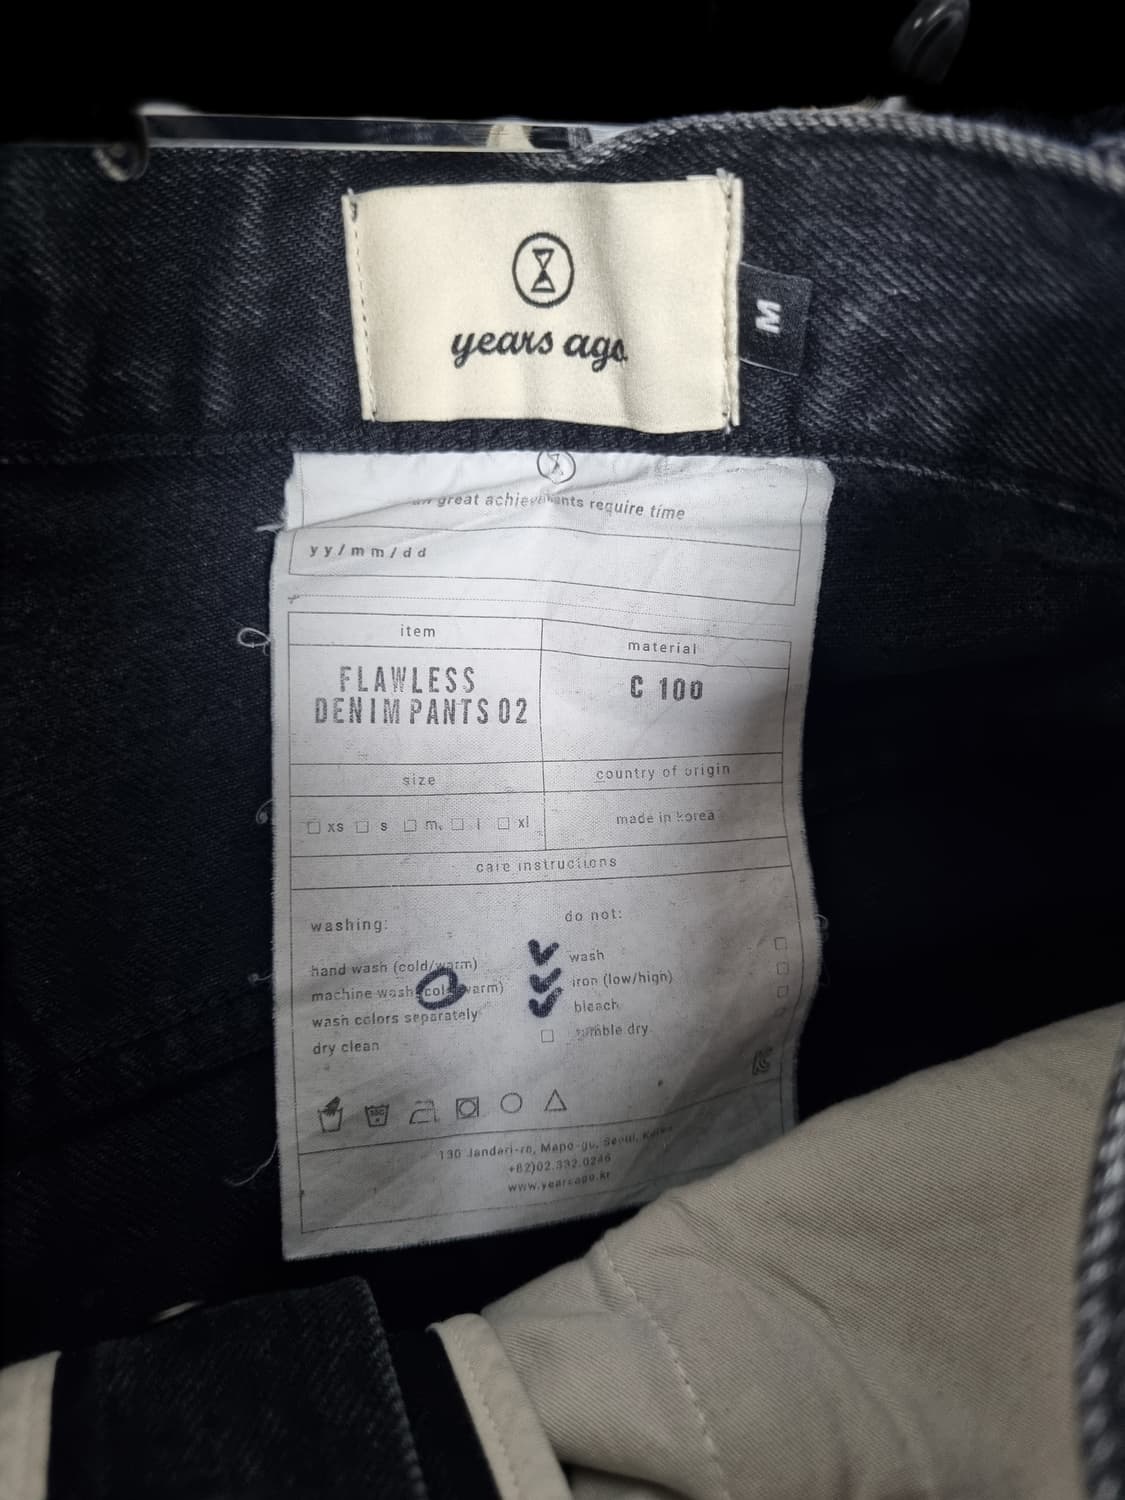 years ago.
M
great achievements require time
yy/mm/dd
item
material
FLAWLESS
DENIM PANTS 02
C 100
size
country of origin
xs s m l xl
made in korea
care instructions
washing:
do not:
hand wash (cold/warm)
wash
machine wash (cold/warm)
iron (low/high)
wash colors separately
bleach
dry clean
tumble dry
130 Jandari-ro, Mapo-gu, Seoul, Korea
+82)02.332.0246
www.yearsago.kr